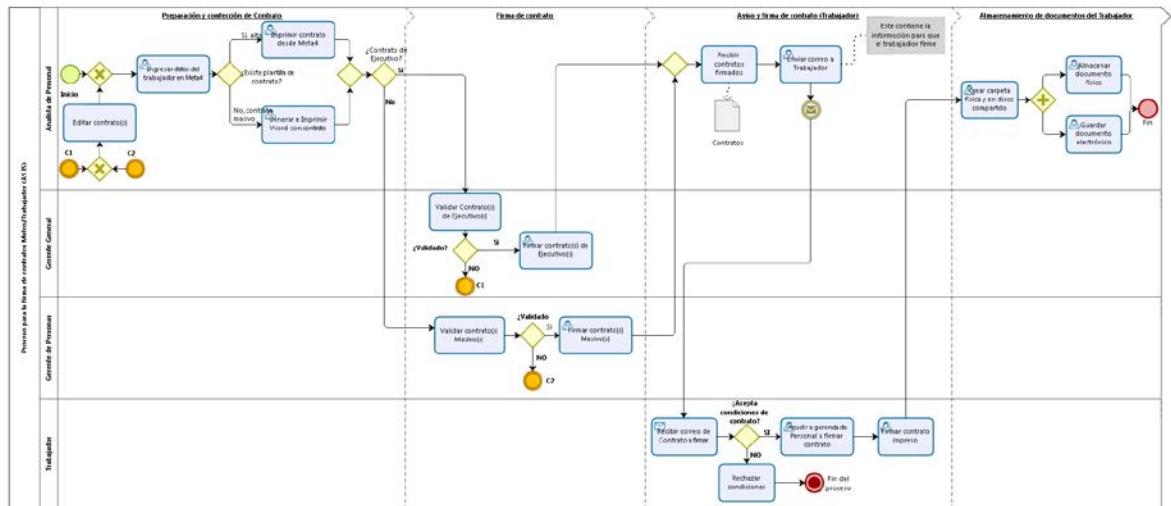 Preparación y confección de Contrato
Firma de contrato
Aviso y firma de contrato (Trabajador)
Almacenamiento de documentos del Trabajador
Proceso para la firma de contratos Metro/Trabajador (AS IS)
Analista de Personal
Gerente General
Gerente de Personas
Trabajador
Inicio
Editar contrato(s)
C1
C2
Ingresar datos del
trabajador en Meta4
¿Existe plantilla de
contrato?
Si, alta
No, contrato
masivo
Imprimir contrato
desde Meta4
Generar e Imprimir
Word con contrato
¿Contrato de
Ejecutivo?
Si
No
Validar Contrato(s)
de Ejecutivo(s)
¿Validado?
Si
NO
C1
Firmar contrato(s) de
Ejecutivo(s)
Validar contrato(s)
Masivo(s)
¿Validado
Si
NO
C2
Firmar contrato(s)
Masivo(s)
Recibir
contratos
firmados
Contratos
Enviar correo a
Trabajador
Este contiene la
información para que
el trabajador firme
Recibir correo de
Contrato a firmar
¿Acepta
condiciones de
contrato?
SI
NO
Rechazar
condiciones
Fin del
proceso
Acudir a gerencia de
Personal a firmar
contrato
Firmar contrato
impreso
Crear carpeta
física y en disco
compartido
Almacenar
documento
físico
Guardar
documento
electrónico
Fin